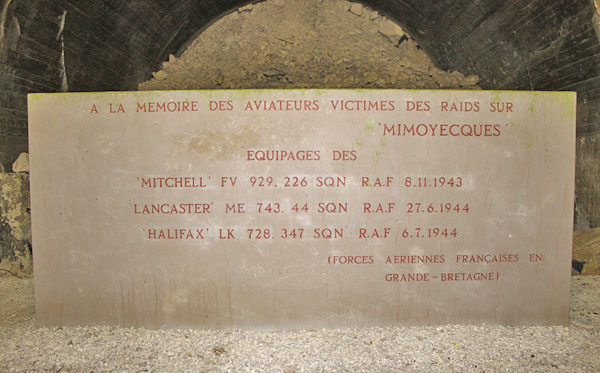 A LA MEMOIRE DES AVIATEURS VICTIMES DES RAIDS SUR
'MIMOYECQUES'
EQUIPAGES DES
'MITCHELL' FV 929. 226 SQN R.A.F 8.11.1943
'LANCASTER' ME 743. 44 SQN R.A.F 27.6.1944
'HALIFAX' LK 728. 347 SQN R.A.F 6.7.1944
(FORCES AERIENNES FRANÇAISES EN
GRANDE-BRETAGNE)